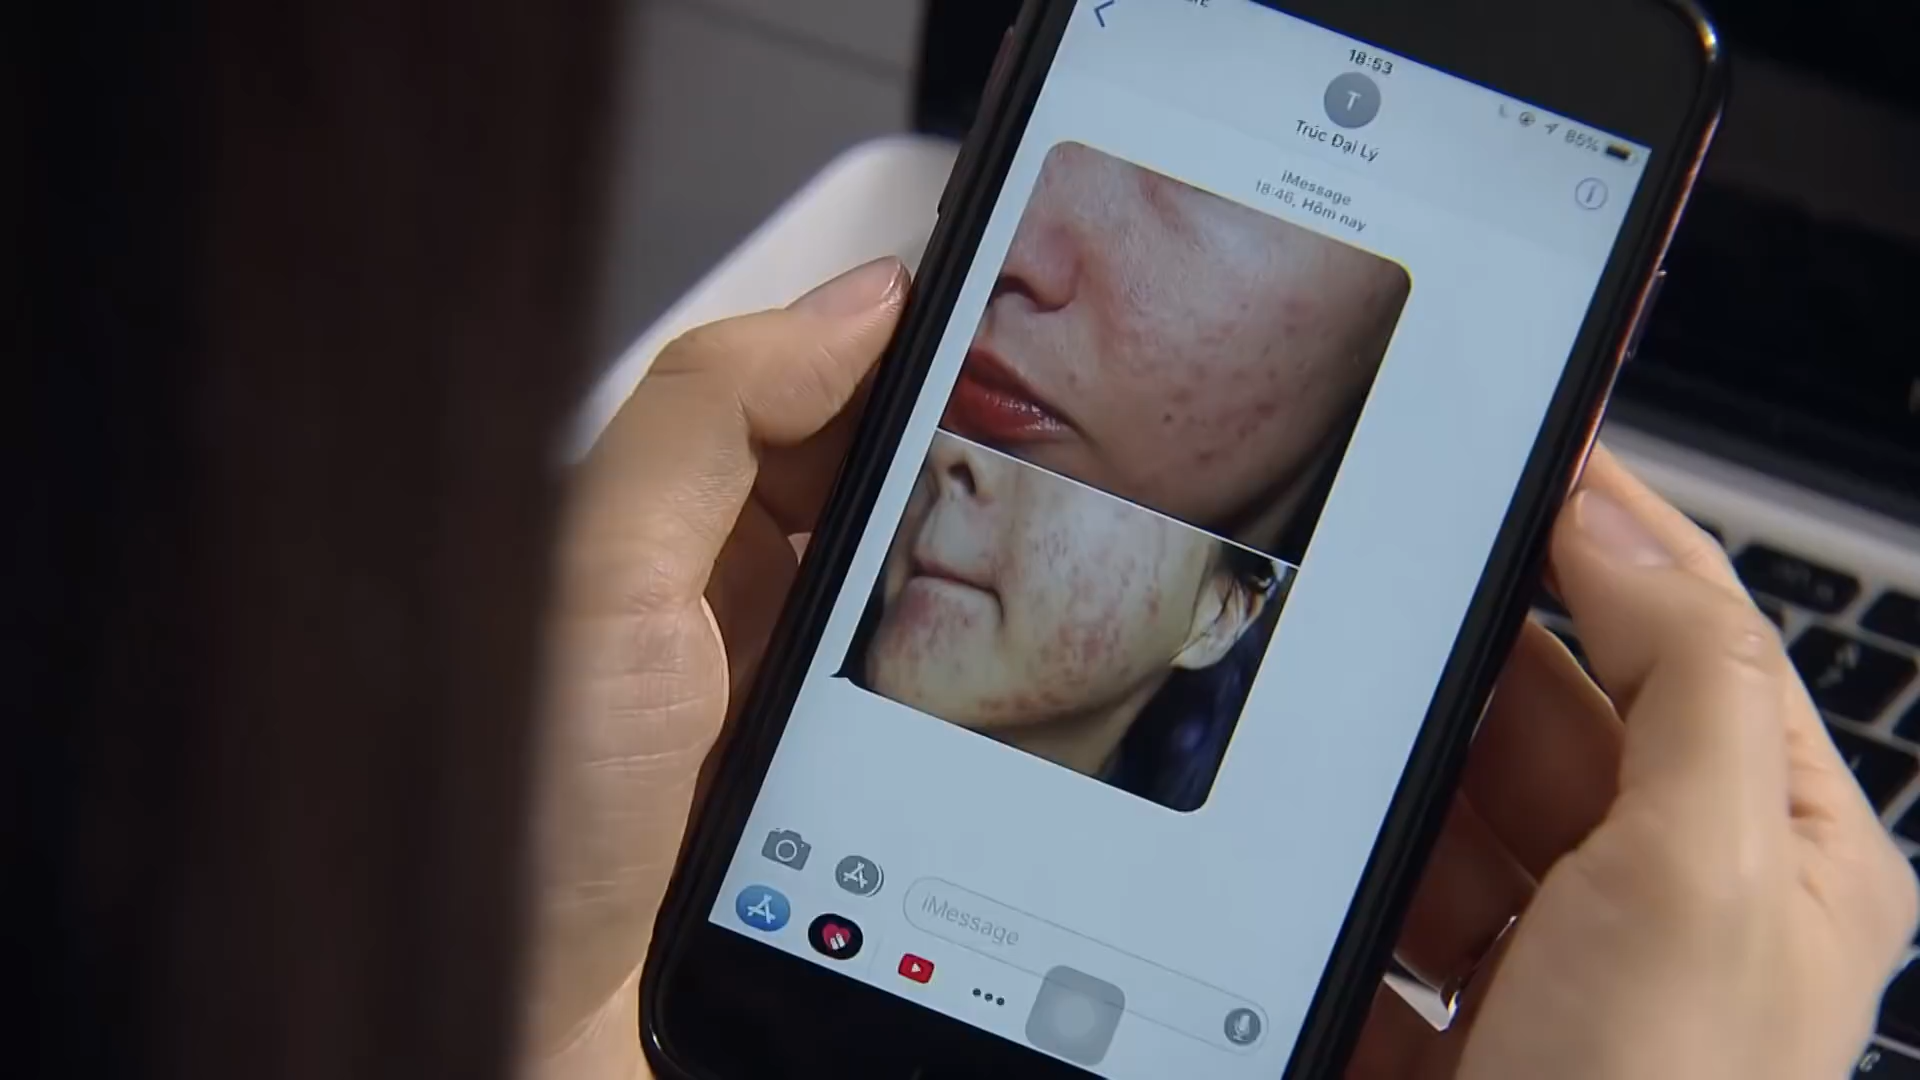 18:53
85%
T
Trúc Đại Lý
iMessage
18:46, Hôm nay
iMessage